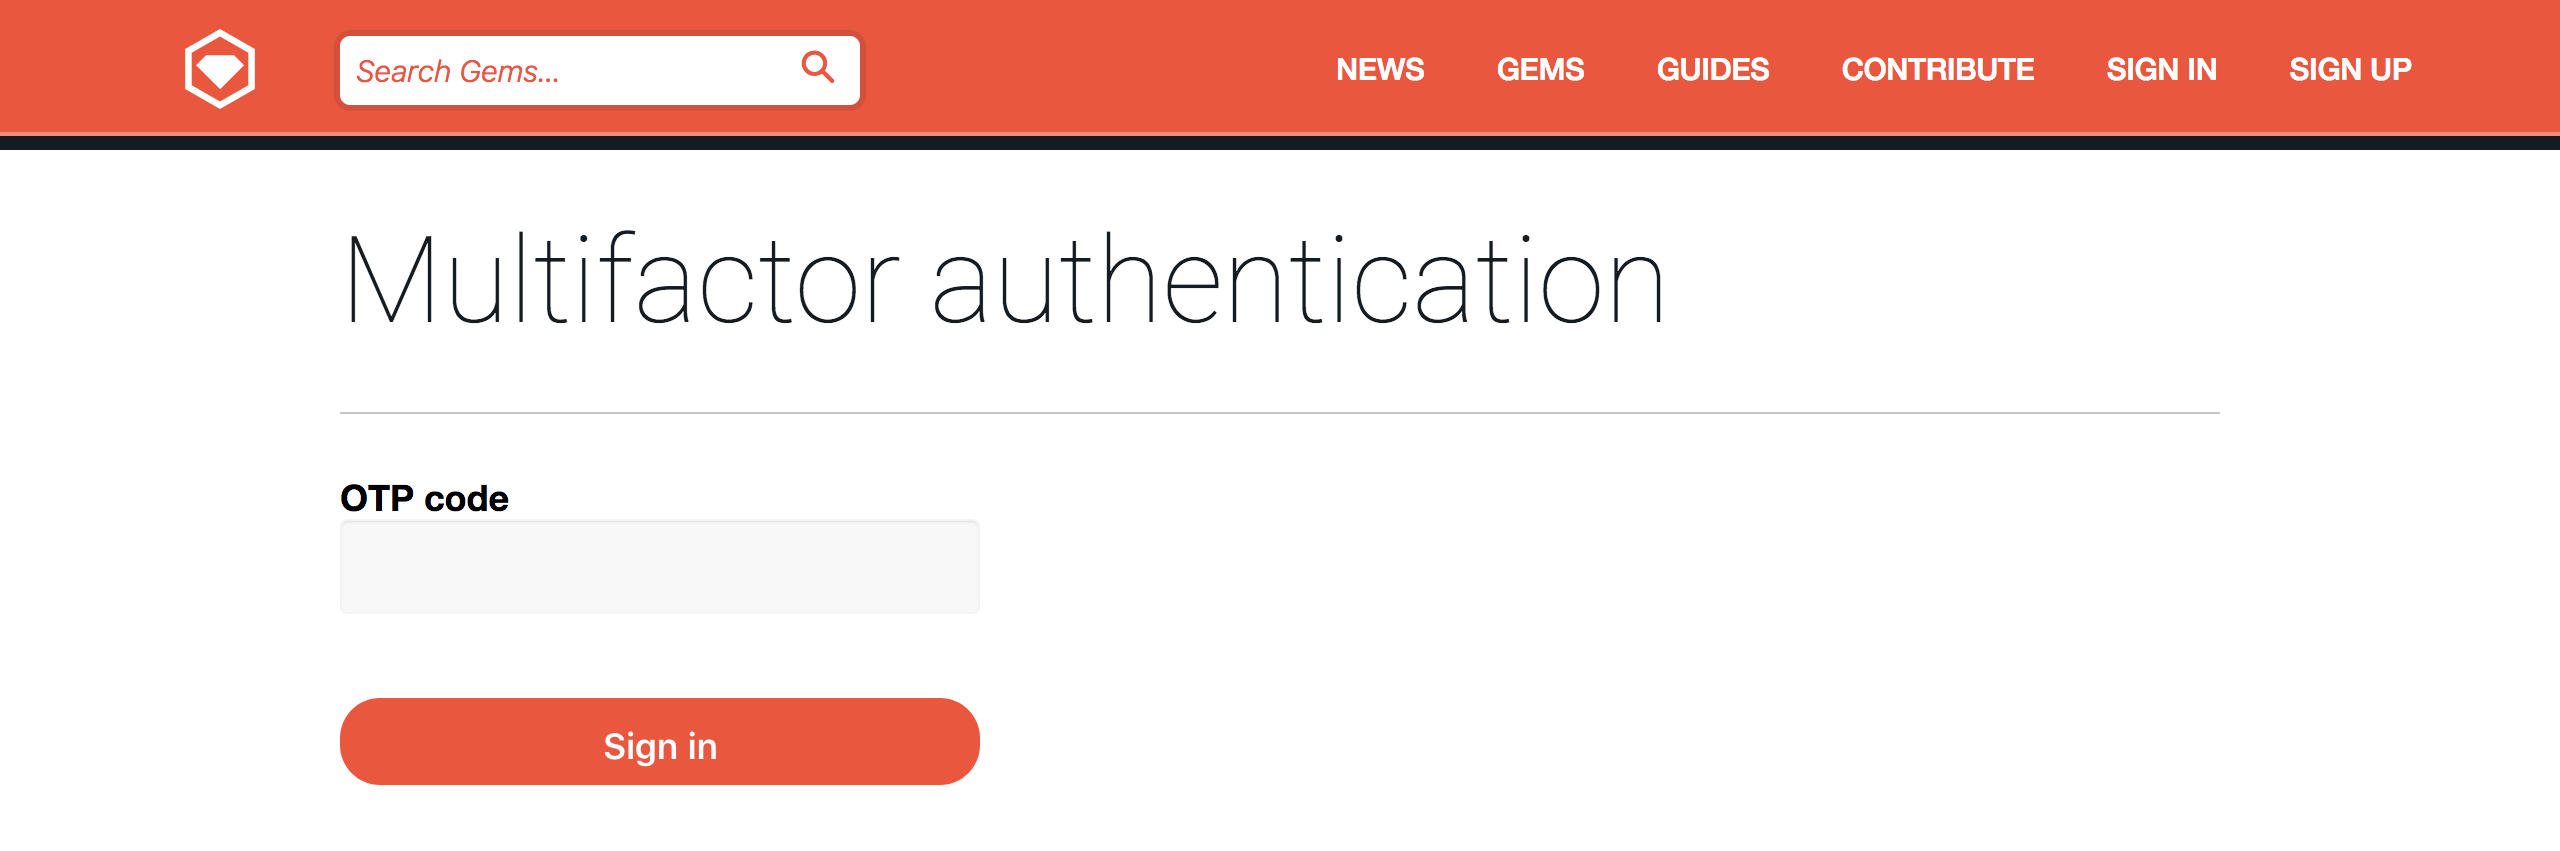 Search Gems...
NEWS GEMS GUIDES CONTRIBUTE SIGN IN SIGN UP
Multifactor authentication
OTP code
Sign in